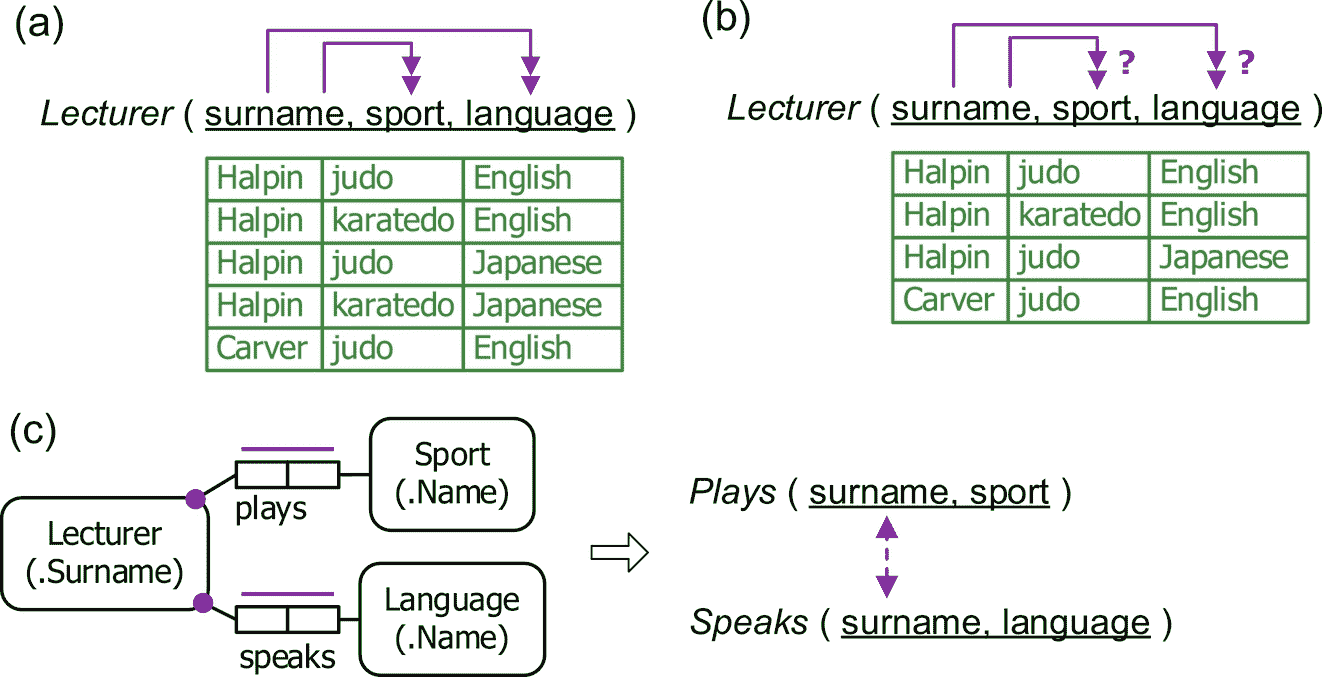 (a)
Lecturer ( surname, sport, language )
Halpin judo English
Halpin karatedo English
Halpin judo Japanese
Halpin karatedo Japanese
Carver judo English
(b)
? ?
Lecturer ( surname, sport, language )
Halpin judo English
Halpin karatedo English
Halpin judo Japanese
Carver judo English
(c)
Lecturer
(.Surname)
plays
Sport
(.Name)
speaks
Language
(.Name)
Plays ( surname, sport )
Speaks ( surname, language )